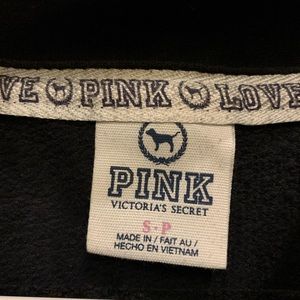 VE PINK LOVE
PINK
VICTORIA'S SECRET
S·P
MADE IN / FAIT AU /
HECHO EN VIETNAM